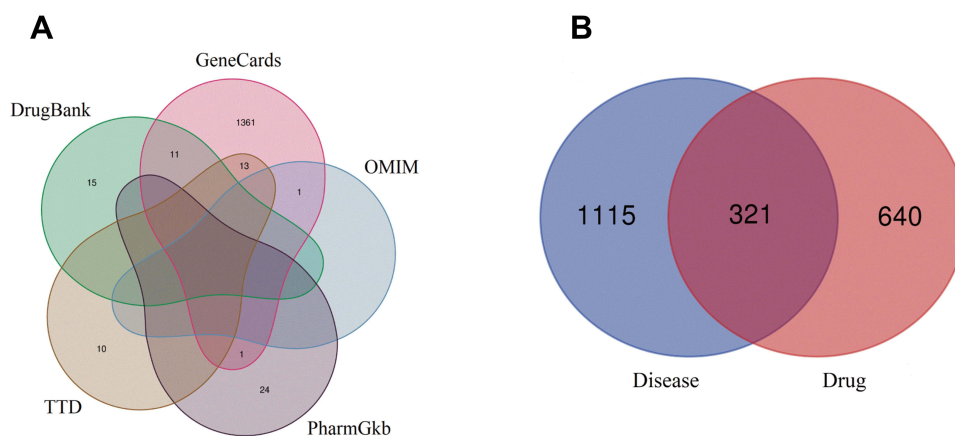 A
GeneCards
DrugBank
1361
11
13
OMIM
15
1
10
1
24
TTD
PharmGkb
B
1115
321
640
Disease
Drug